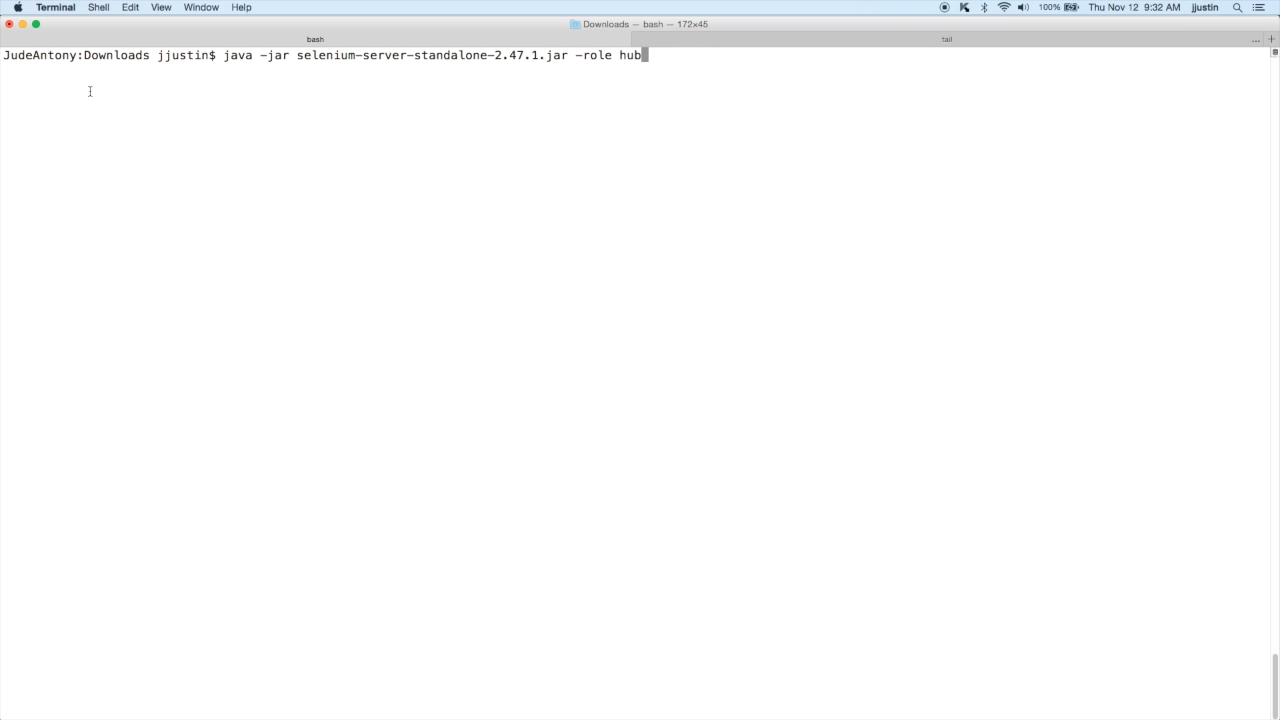 Terminal Shell Edit View Window Help 100% Thu Nov 12 9:32 AM jjustin
Downloads — bash — 172×45
bash tail
JudeAntony:Downloads jjustin$ java -jar selenium-server-standalone-2.47.1.jar -role hub